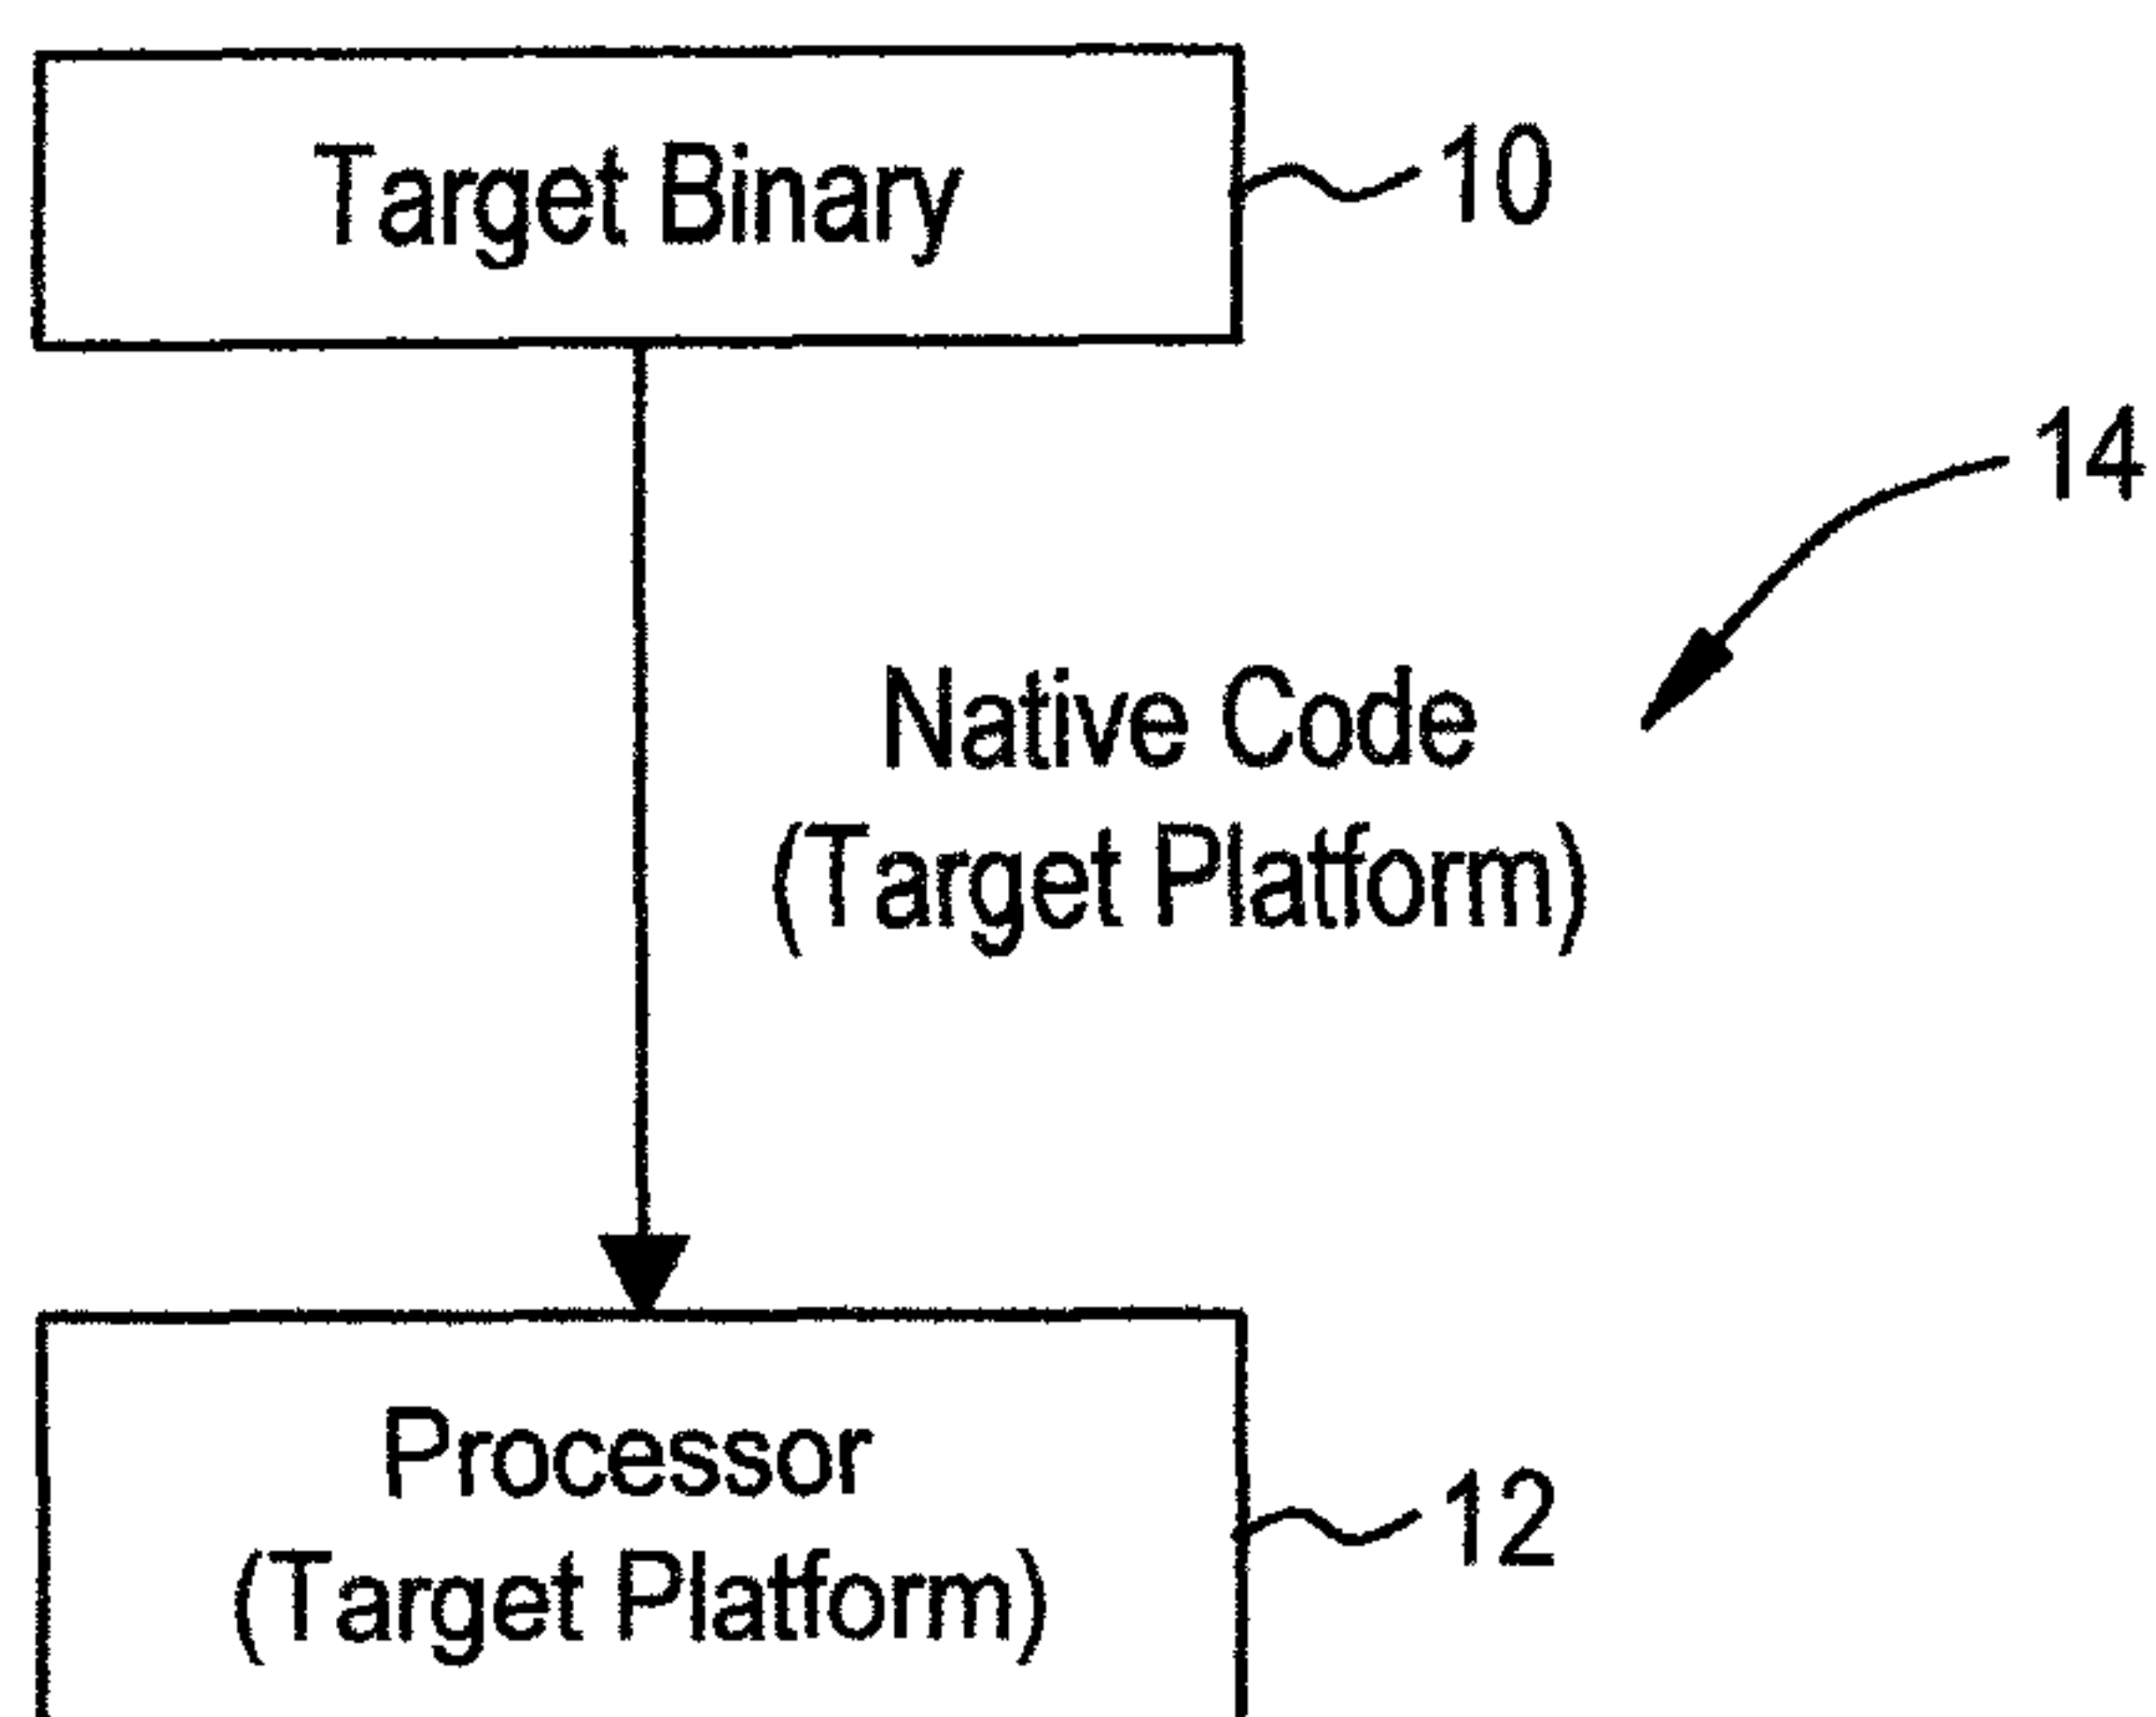 Target Binary
10
14
Native Code
(Target Platform)
Processor
(Target Platform)
12